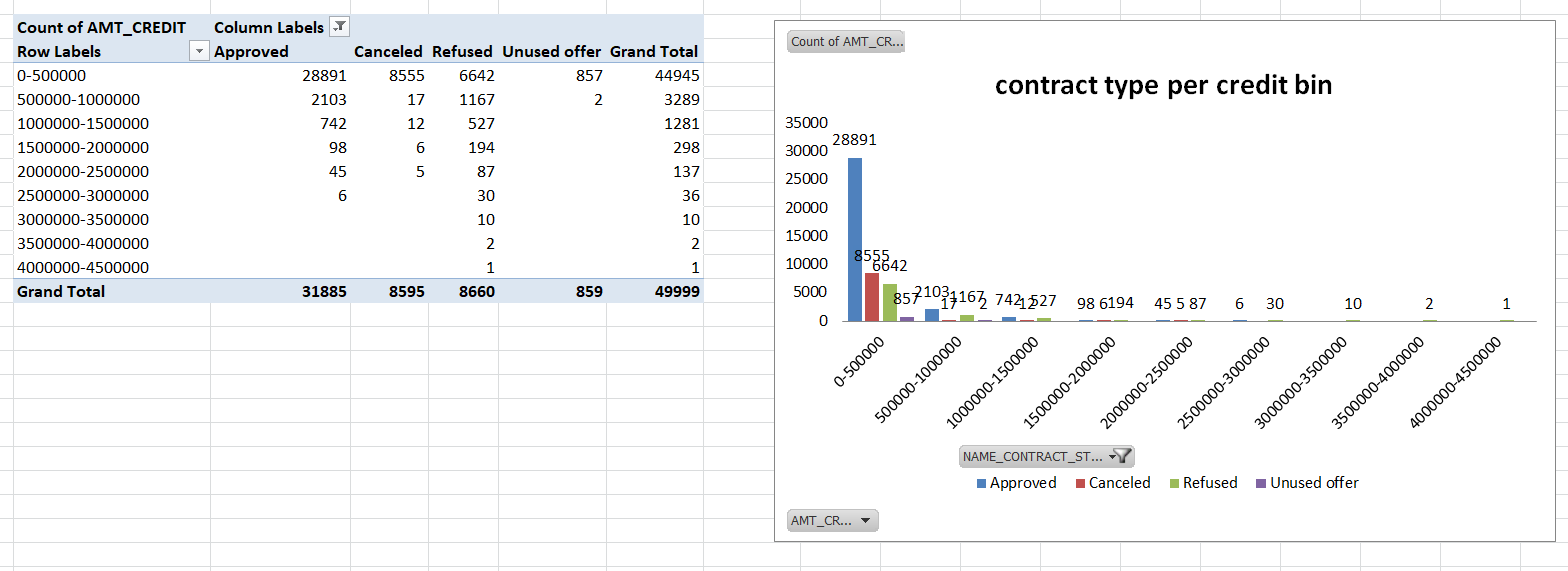 Count of AMT_CREDIT Column Labels
Row Labels Approved Canceled Refused Unused offer Grand Total
0-500000 28891 8555 6642 857 44945
500000-1000000 2103 17 1167 2 3289
1000000-1500000 742 12 527 1281
1500000-2000000 98 6 194 298
2000000-2500000 45 5 87 137
2500000-3000000 6 30 36
3000000-3500000 10 10
3500000-4000000 2 2
4000000-4500000 1 1
Grand Total 31885 8595 8660 859 49999
Count of AMT_CR...
contract type per credit bin
35000
30000
25000
20000
15000
10000
5000
0
28891 8555 6642 857 2103 17 1167 2 742 12 527 98 6 194 45 5 87 6 30 10 2 1
0-500000
500000-1000000
1000000-1500000
1500000-2000000
2000000-2500000
2500000-3000000
3000000-3500000
3500000-4000000
4000000-4500000
NAME_CONTRACT_ST...
Approved Canceled Refused Unused offer
AMT_CR...